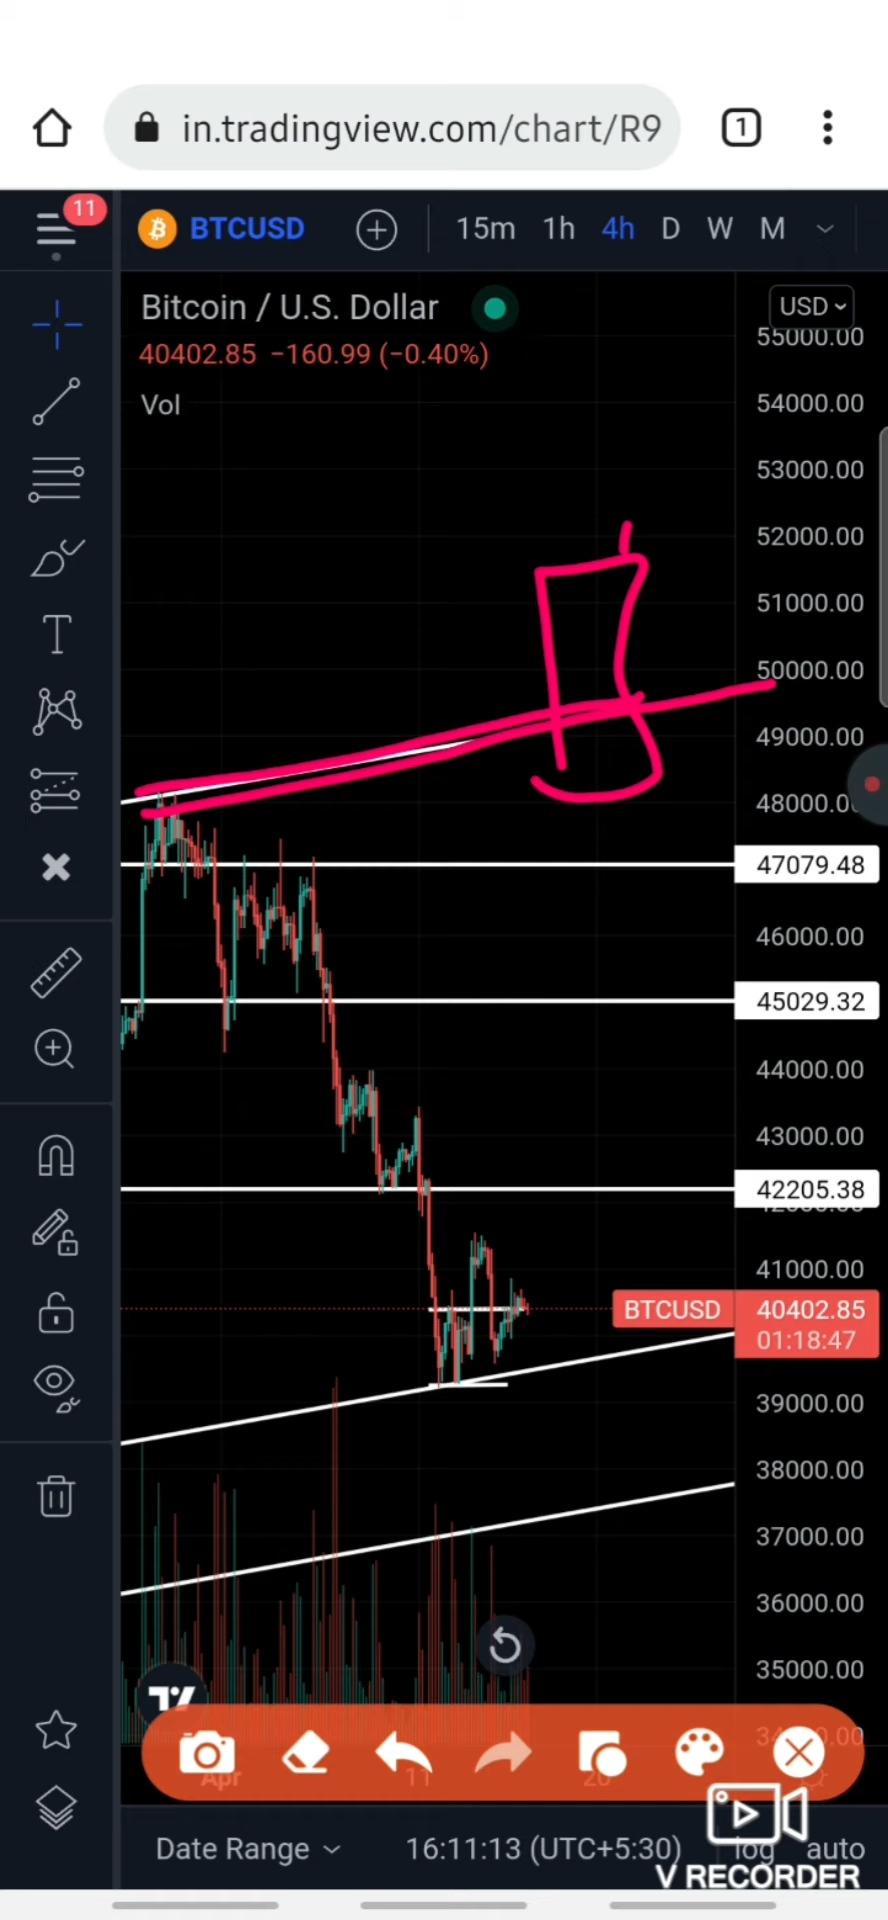 in.tradingview.com/chart/R9
1
11
BTCUSD
15m 1h 4h D W M
Bitcoin / U.S. Dollar
USD
40402.85 −160.99 (−0.40%)
Vol
55000.00
54000.00
53000.00
52000.00
51000.00
50000.00
49000.00
48000.0
47079.48
46000.00
45029.32
44000.00
43000.00
42205.38
41000.00
BTCUSD 40402.85
01:18:47
39000.00
38000.00
37000.00
36000.00
35000.00
Apr 11 20
Date Range 16:11:13 (UTC+5:30) log auto
V RECORDER